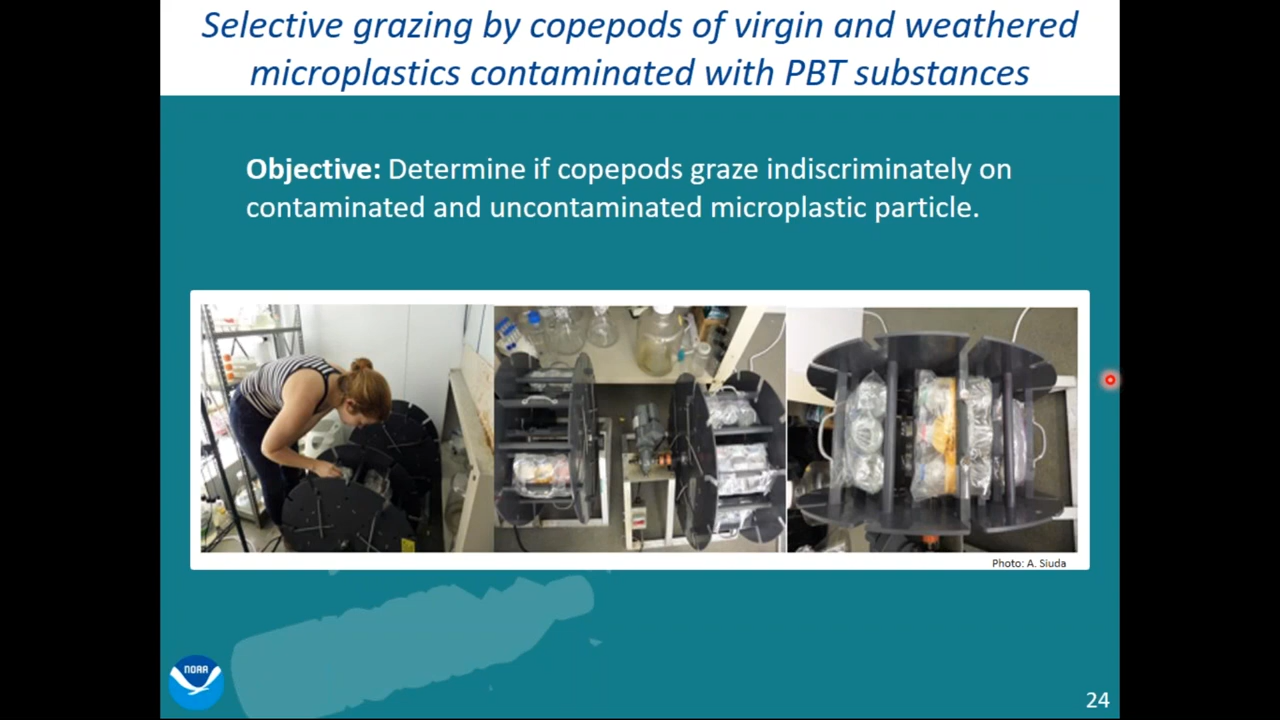 Selective grazing by copepods of virgin and weathered
microplastics contaminated with PBT substances
Objective: Determine if copepods graze indiscriminately on
contaminated and uncontaminated microplastic particle.
Photo: A. Siuda
NOAA
24